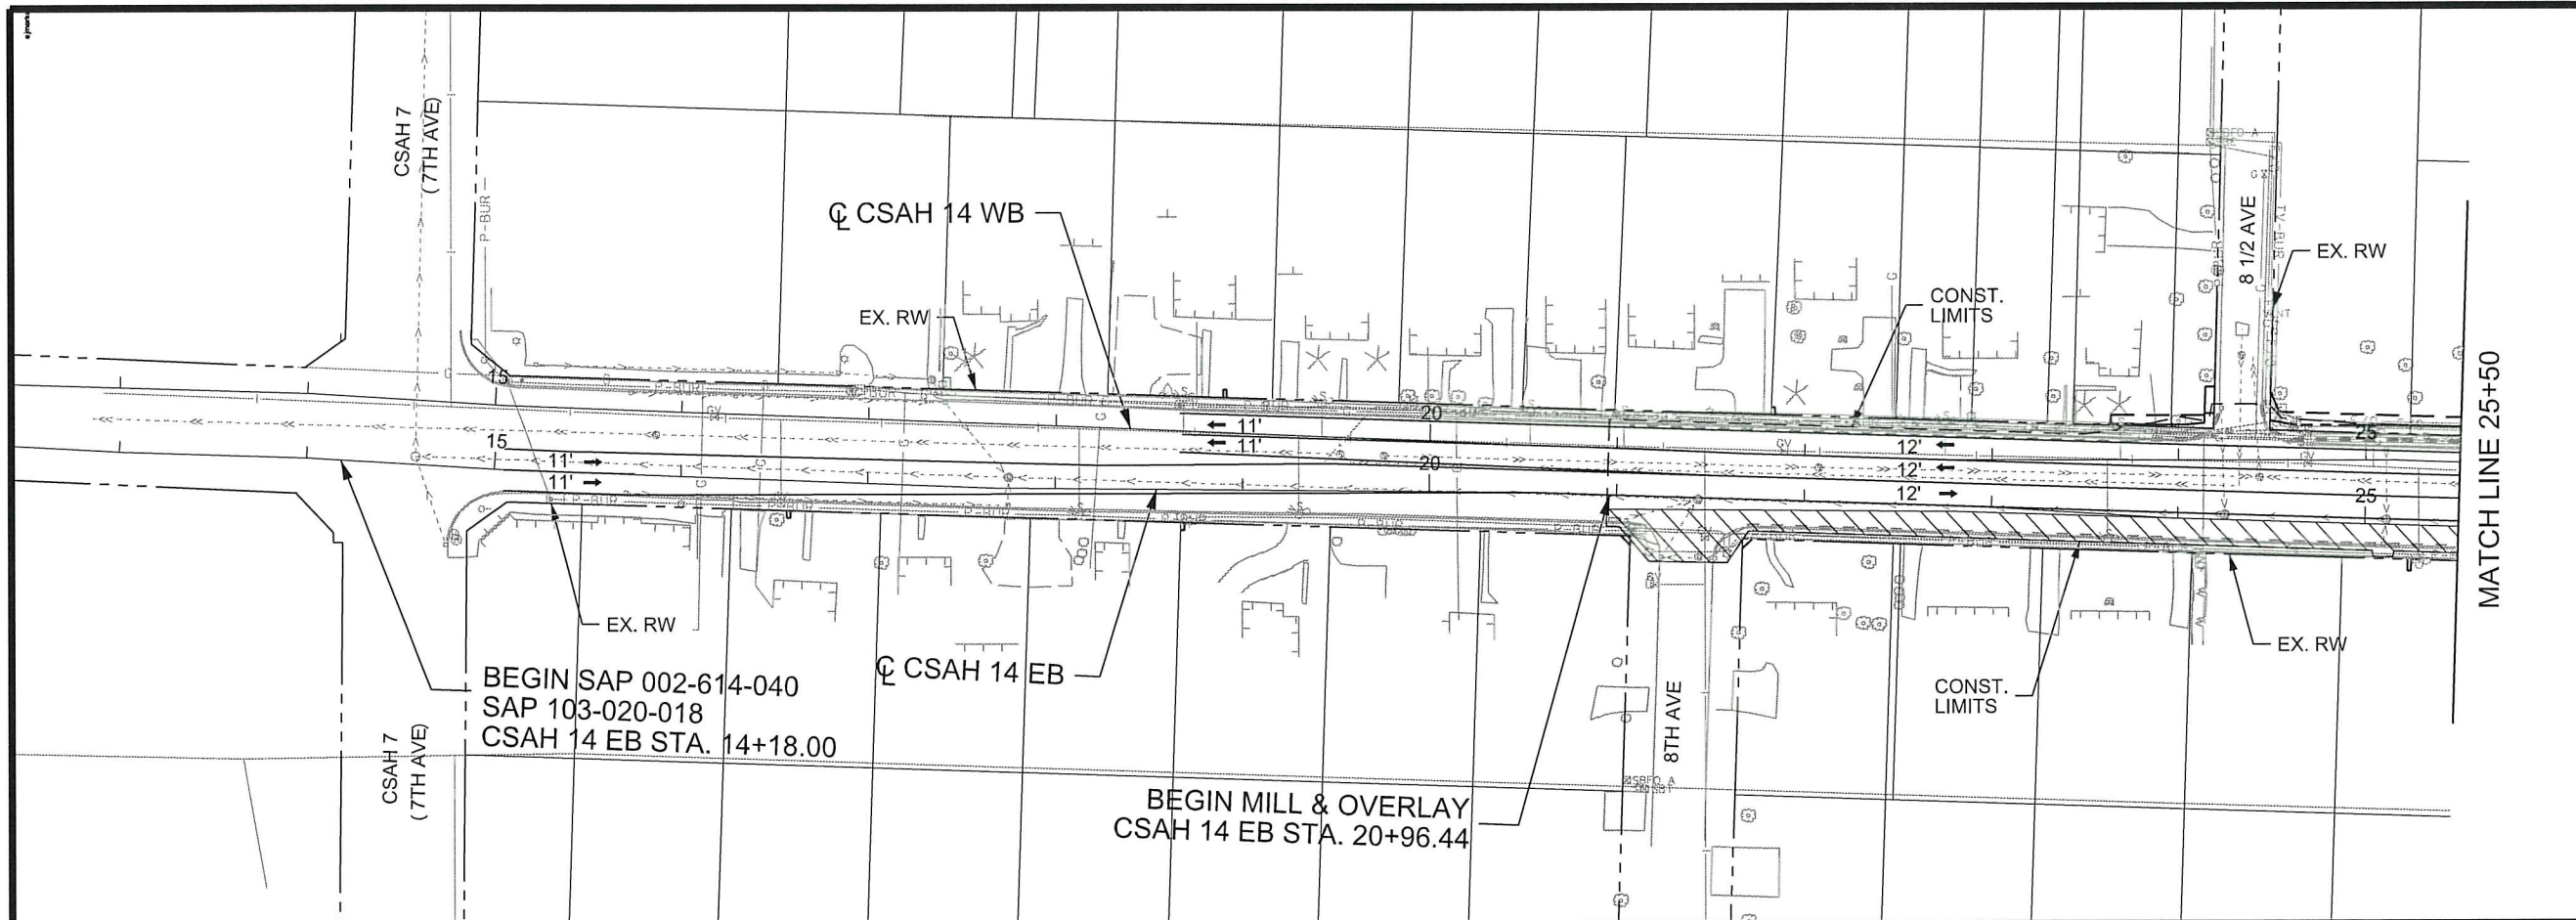 CSAH 7
(7TH AVE)
P-BUR
℄ CSAH 14 WB
EX. RW
CONST.
LIMITS
8 1/2 AVE
EX. RW
TV-BUR
15
20
25
11'
11'
12'
12'
12'
15
20
25
11'
11'
MATCH LINE 25+50
EX. RW
℄ CSAH 14 EB
BEGIN SAP 002-614-040
SAP 103-020-018
CSAH 14 EB STA. 14+18.00
CSAH 7
(7TH AVE)
BEGIN MILL & OVERLAY
CSAH 14 EB STA. 20+96.44
8TH AVE
CONST.
LIMITS
EX. RW